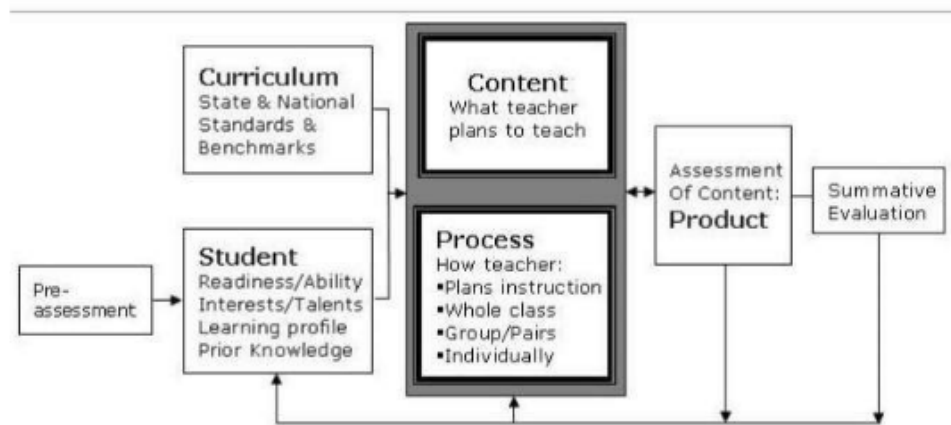 Curriculum
State & National
Standards &
Benchmarks
Content
What teacher
plans to teach
Assessment
Of Content:
Product
Summative
Evaluation
Pre-
assessment
Student
Readiness/Ability
Interests/Talents
Learning profile
Prior Knowledge
Process
How teacher:
▪Plans instruction
▪Whole class
▪Group/Pairs
▪Individually